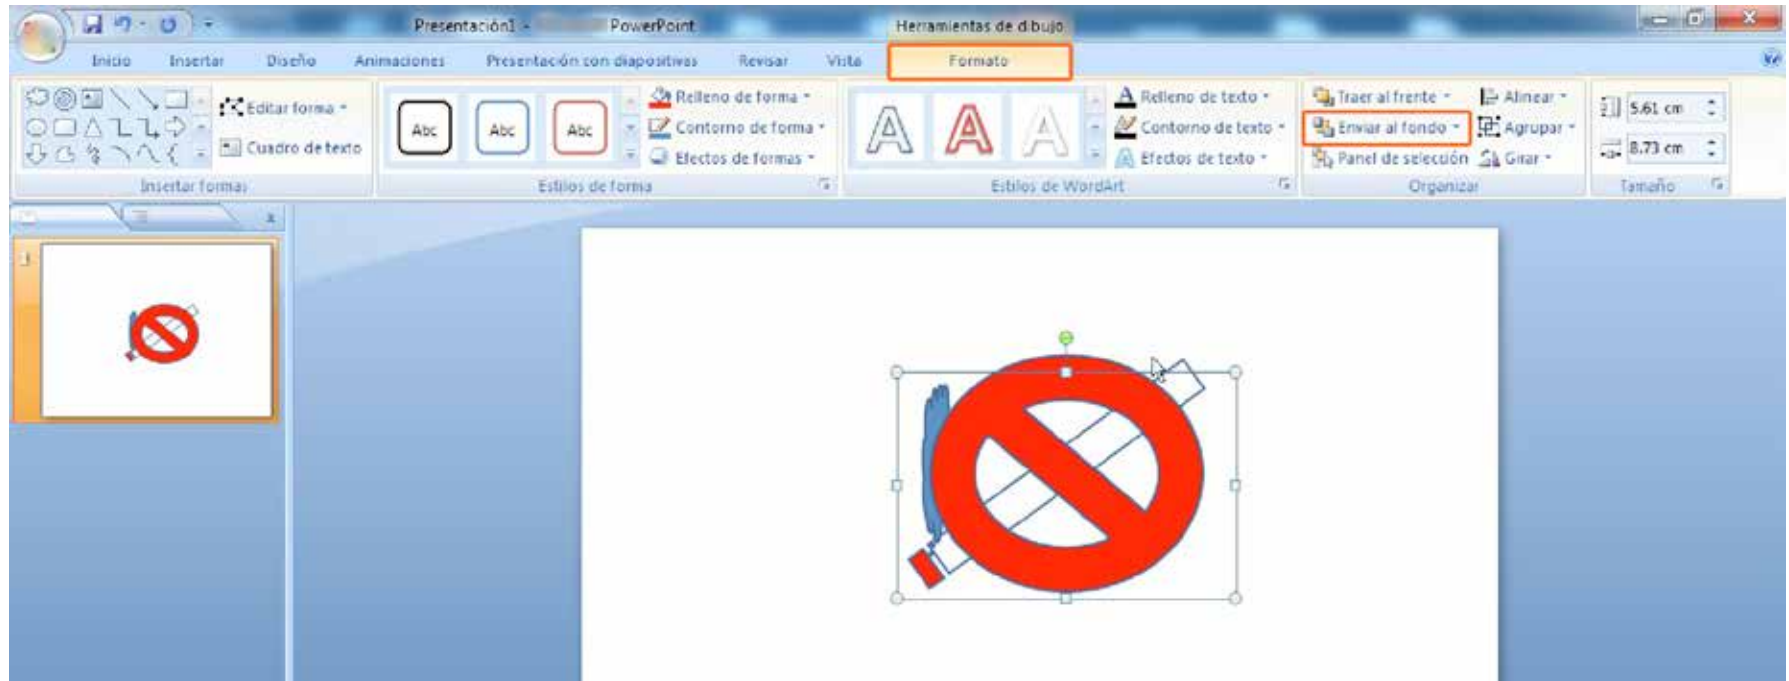 Presentación1 - PowerPoint
Herramientas de dibujo
Inicio Insertar Diseño Animaciones Presentación con diapositivas Revisar Vista Formato
Editar forma
Cuadro de texto
Insertar formas
Abc Abc Abc
Relleno de forma
Contorno de forma
Efectos de formas
Estilos de forma
A A A
Relleno de texto
Contorno de texto
Efectos de texto
Estilos de WordArt
Traer al frente
Enviar al fondo
Panel de selección
Alinear
Agrupar
Girar
Organizar
5.61 cm
8.73 cm
Tamaño